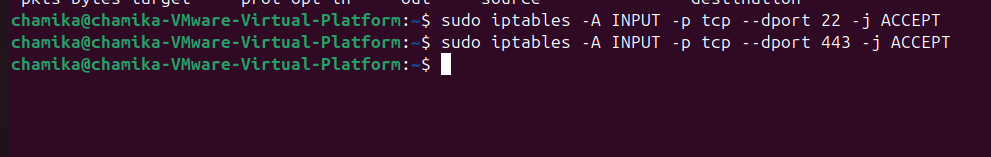 pkts bytes target prot opt in out source destination
chamika@chamika-VMware-Virtual-Platform:~$ sudo iptables -A INPUT -p tcp --dport 22 -j ACCEPT
chamika@chamika-VMware-Virtual-Platform:~$ sudo iptables -A INPUT -p tcp --dport 443 -j ACCEPT
chamika@chamika-VMware-Virtual-Platform:~$